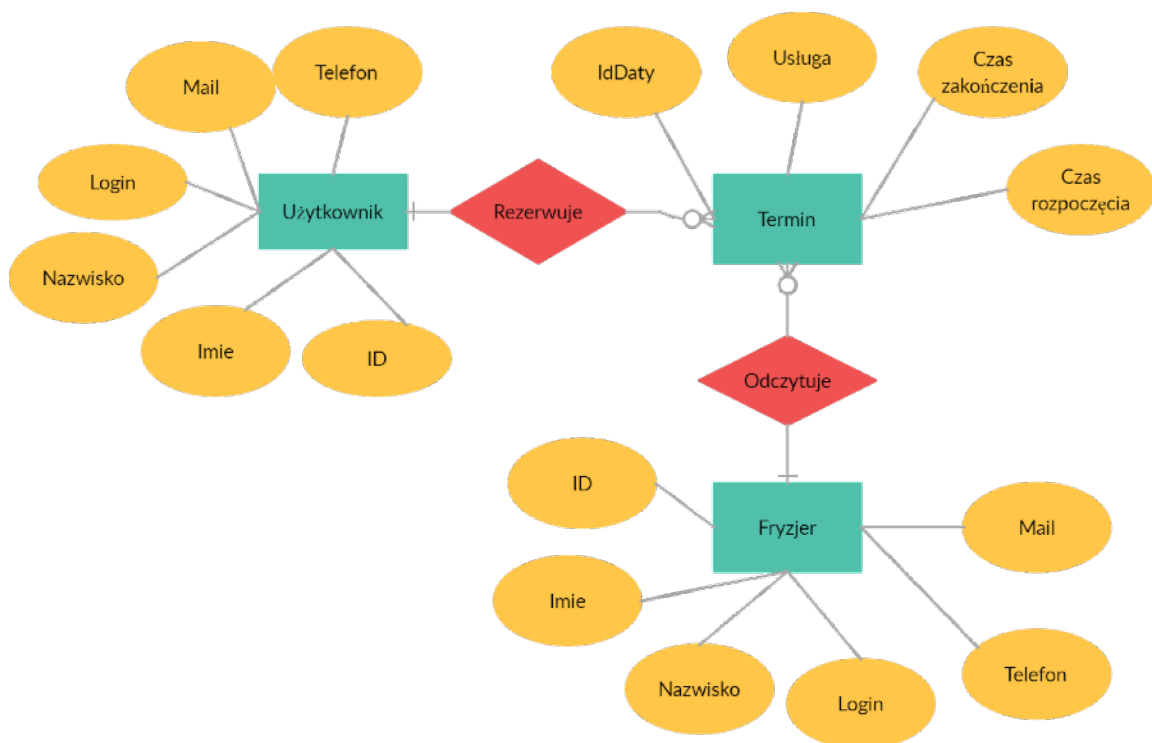 Mail
Telefon
Login
Użytkownik
Nazwisko
Imie
ID
Rezerwuje
IdDaty
Usługa
Czas
zakończenia
Czas
rozpoczęcia
Termin
Odczytuje
ID
Fryzjer
Mail
Imie
Nazwisko
Login
Telefon